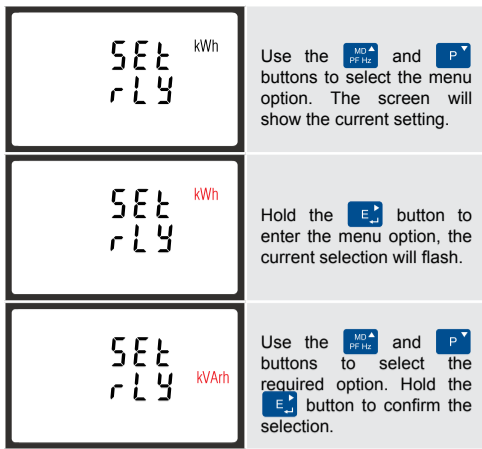 SEt kWh
rLY
Use the MD PF Hz and P
buttons to select the menu
option. The screen will
show the current setting.
SEt kWh
rLY
Hold the E button to
enter the menu option, the
current selection will flash.
SEt
rLY kVArh
Use the MD PF Hz and P
buttons to select the
required option. Hold the
E button to confirm the
selection.